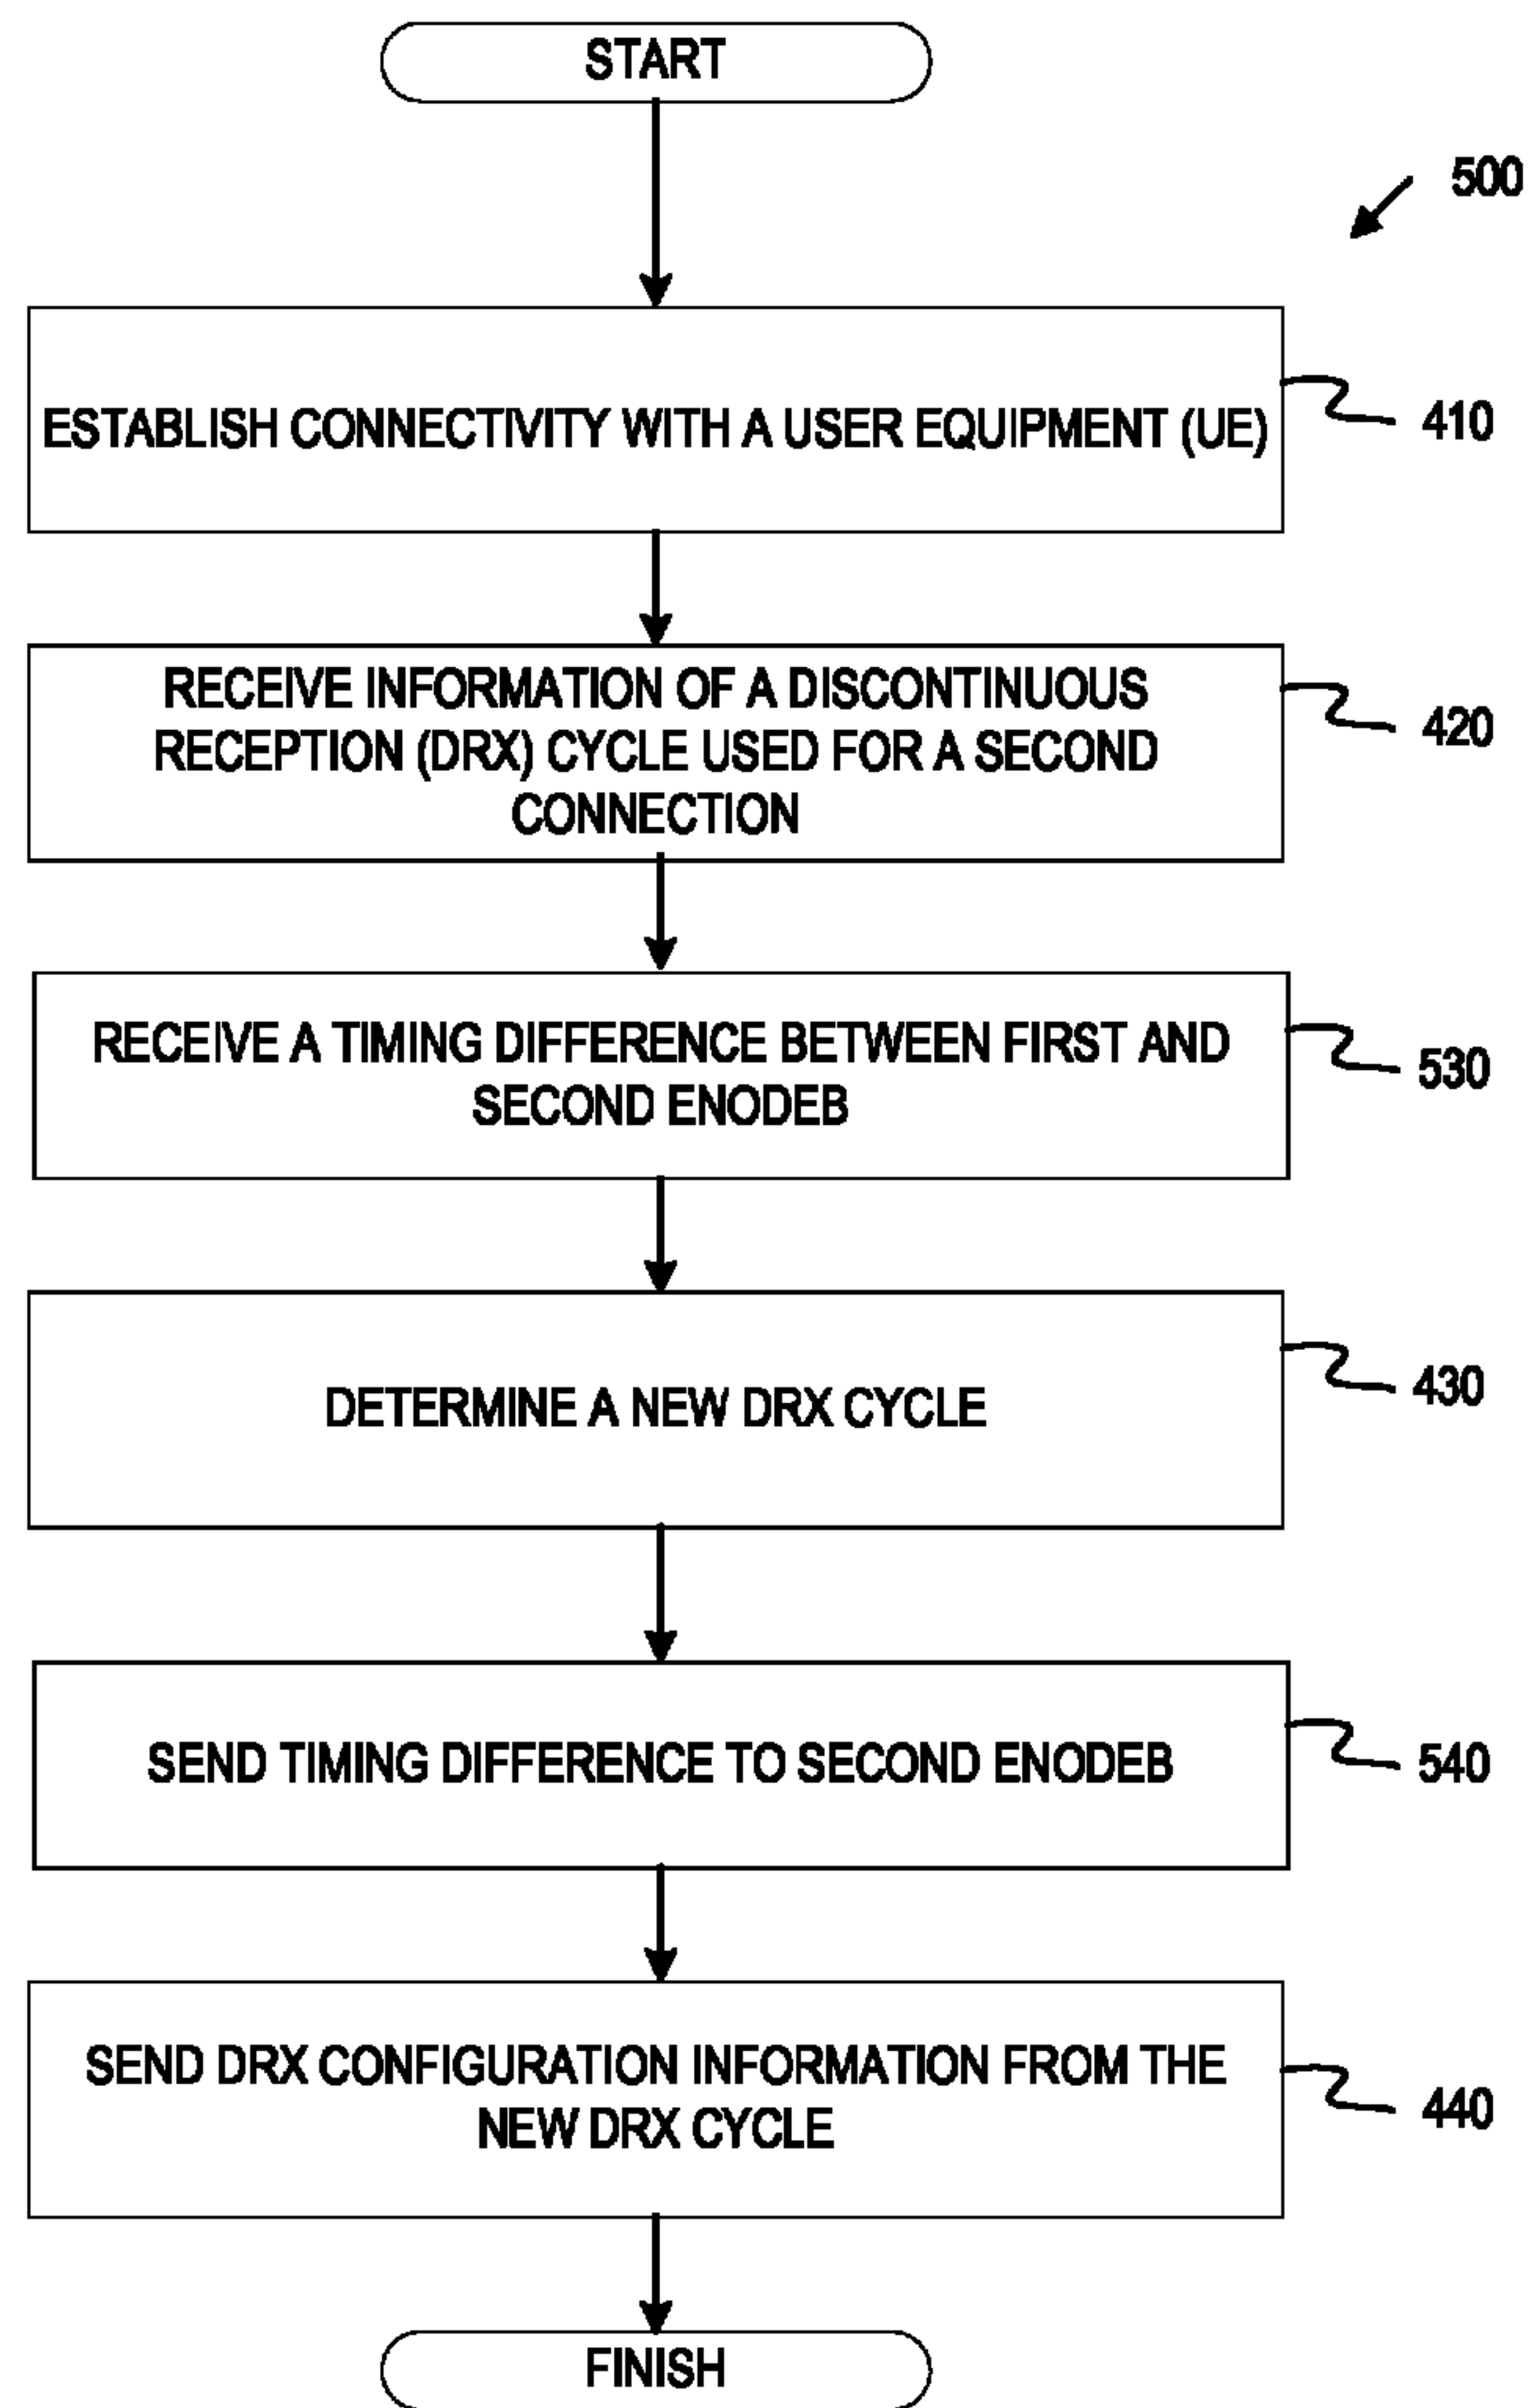 START
500
ESTABLISH CONNECTIVITY WITH A USER EQUIPMENT (UE)
410
RECEIVE INFORMATION OF A DISCONTINUOUS
RECEPTION (DRX) CYCLE USED FOR A SECOND
CONNECTION
420
RECEIVE A TIMING DIFFERENCE BETWEEN FIRST AND
SECOND ENODEB
530
DETERMINE A NEW DRX CYCLE
430
SEND TIMING DIFFERENCE TO SECOND ENODEB
540
SEND DRX CONFIGURATION INFORMATION FROM THE
NEW DRX CYCLE
440
FINISH